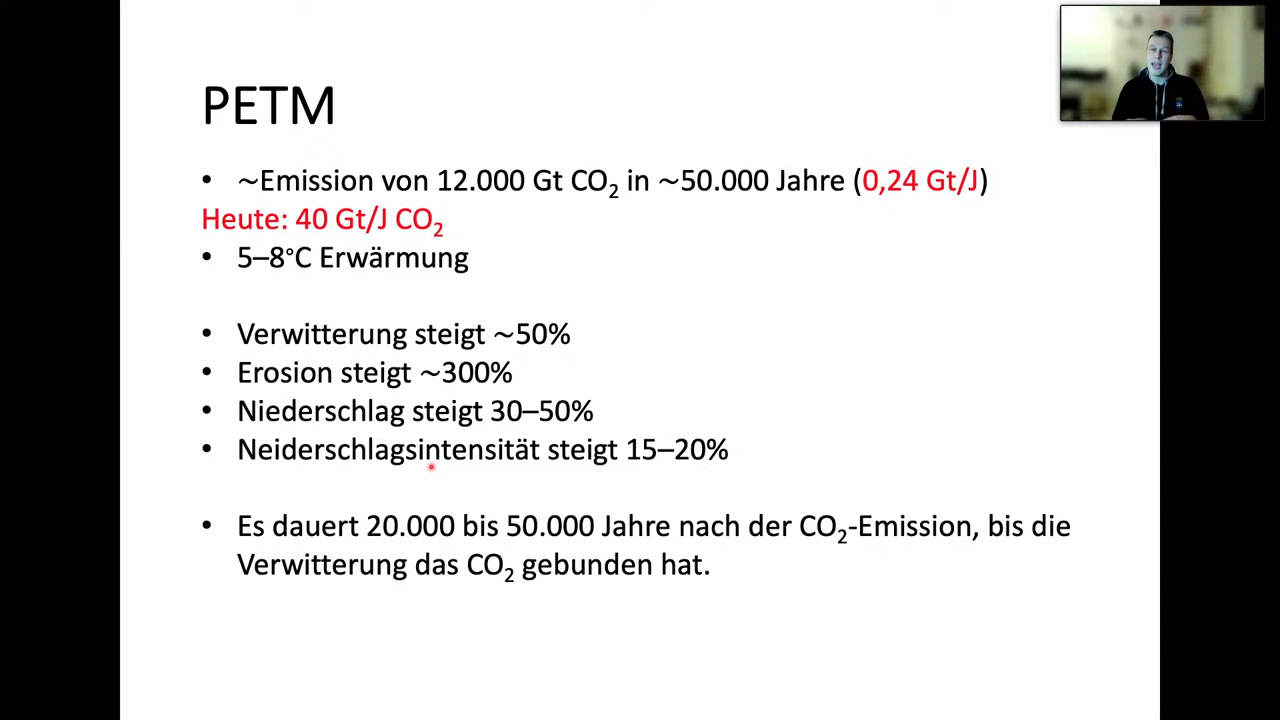 PETM
• ~Emission von 12.000 Gt CO₂ in ~50.000 Jahre (0,24 Gt/J)
Heute: 40 Gt/J CO₂
• 5–8°C Erwärmung
• Verwitterung steigt ~50%
• Erosion steigt ~300%
• Niederschlag steigt 30–50%
• Neiderschlagsintensität steigt 15–20%
• Es dauert 20.000 bis 50.000 Jahre nach der CO₂-Emission, bis die
Verwitterung das CO₂ gebunden hat.